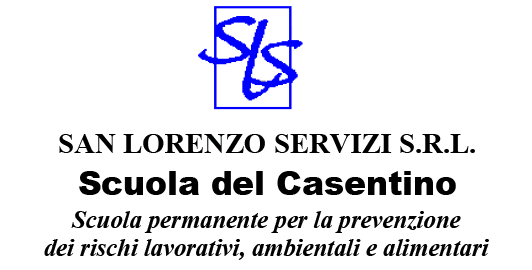 SLS
SAN LORENZO SERVIZI S.R.L.
Scuola del Casentino
Scuola permanente per la prevenzione
dei rischi lavorativi, ambientali e alimentari